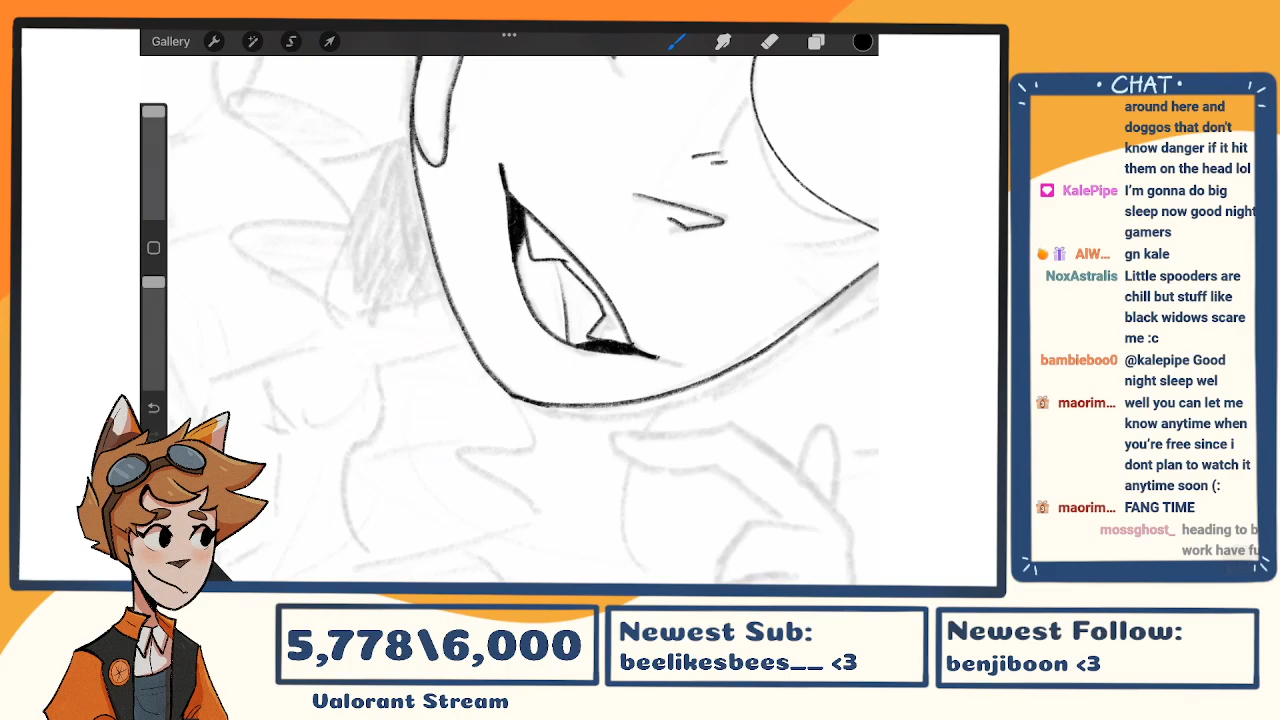 Gallery
CHAT
around here and
doggos that don't
know danger if it hit
them on the head lol
KalePipe I'm gonna do big
sleep now good night
gamers
AlW... gn kale
NoxAstralis Little spooders are
chill but stuff like
black widows scare
me :c
bambieboo0 @kalepipe Good
night sleep wel
maorim... well you can let me
know anytime when
you're free since i
dont plan to watch it
anytime soon (:
maorim... FANG TIME
mossghost_ heading to b
work have fu
5,778\6,000
Valorant Stream
Newest Sub:
beelikesbees__ <3
Newest Follow:
benjiboon <3